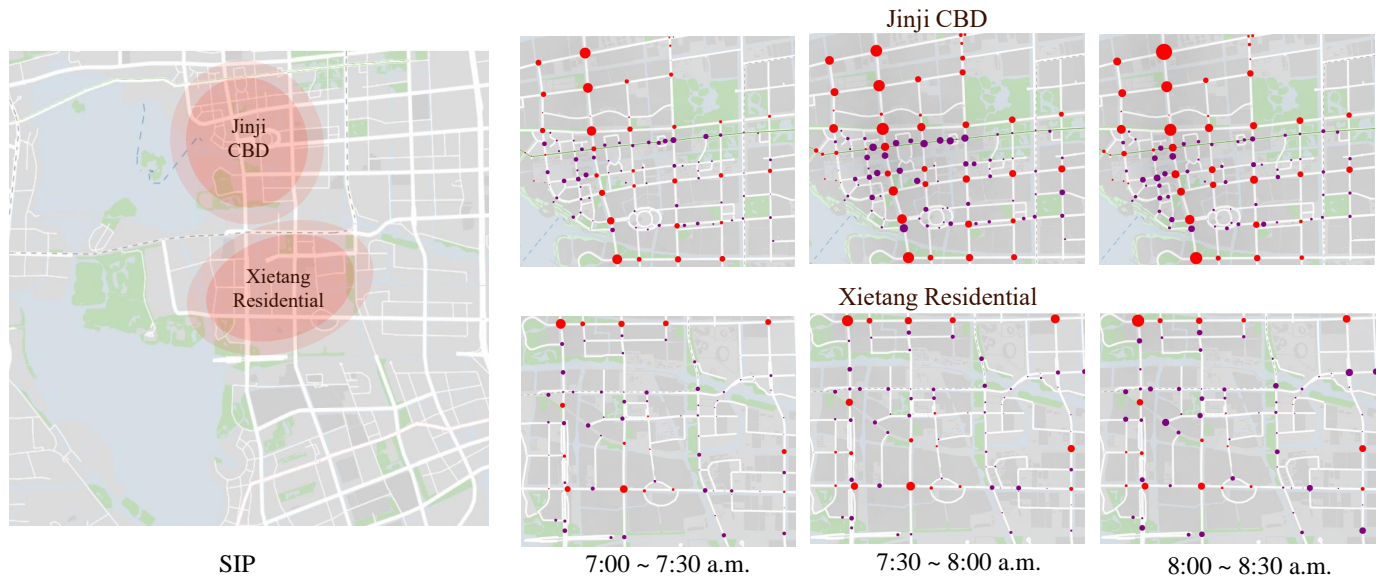 Jinji CBD
Jinji
CBD
Xietang
Residential
Xietang Residential
SIP
7:00 ~ 7:30 a.m.
7:30 ~ 8:00 a.m.
8:00 ~ 8:30 a.m.